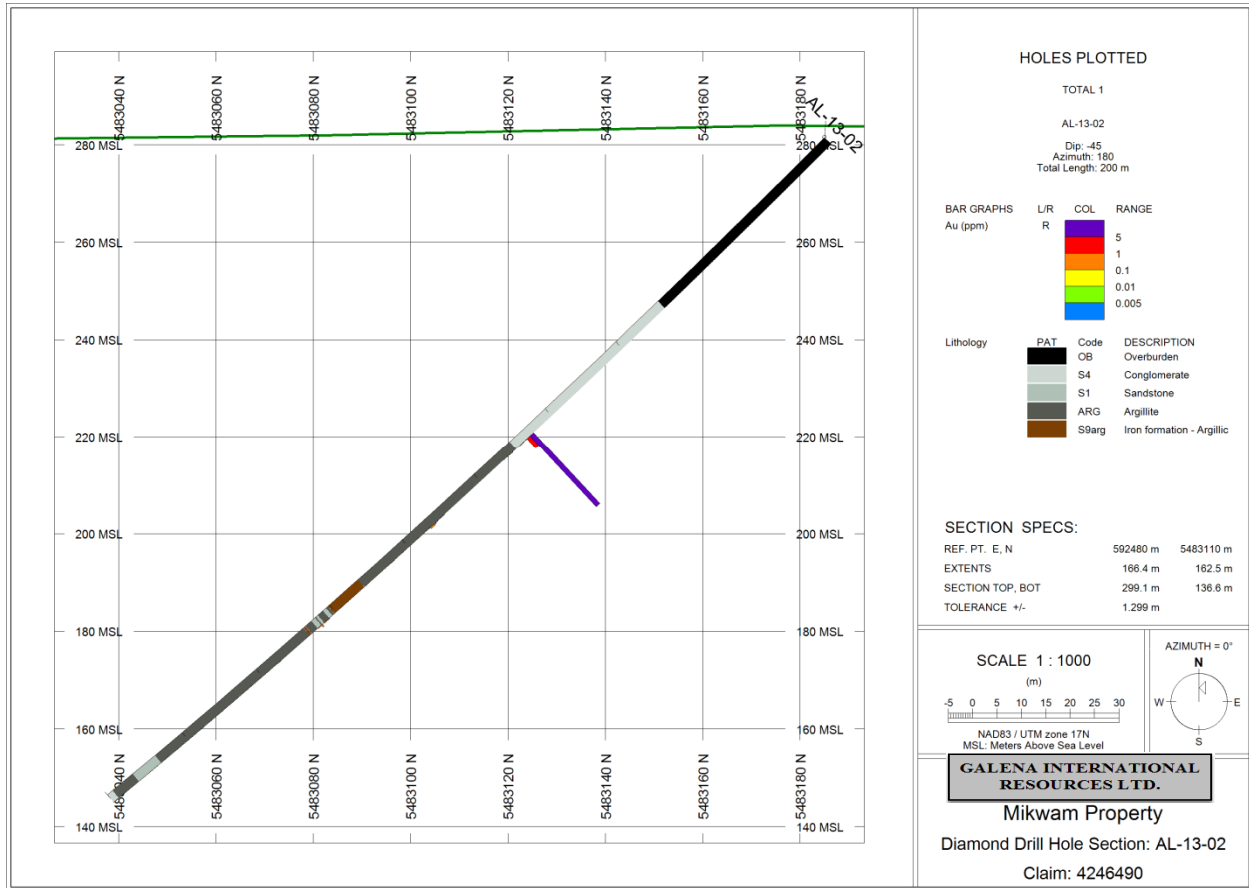 5483040 N
5483060 N
5483080 N
5483100 N
5483120 N
5483140 N
5483160 N
5483180 N
AL-13-02
280 MSL
280 MSL
260 MSL
260 MSL
240 MSL
240 MSL
220 MSL
220 MSL
200 MSL
200 MSL
180 MSL
180 MSL
160 MSL
160 MSL
140 MSL
140 MSL
5483040 N
5483060 N
5483080 N
5483100 N
5483120 N
5483140 N
5483160 N
5483180 N
HOLES PLOTTED
TOTAL 1
AL-13-02
Dip: -45
Azimuth: 180
Total Length: 200 m
BAR GRAPHS L/R COL RANGE
Au (ppm) R
5
1
0.1
0.01
0.005
Lithology PAT Code DESCRIPTION
OB Overburden
S4 Conglomerate
S1 Sandstone
ARG Argillite
S9arg Iron formation - Argillic
SECTION SPECS:
REF. PT. E, N 592480 m 5483110 m
EXTENTS 166.4 m 162.5 m
SECTION TOP, BOT 299.1 m 136.6 m
TOLERANCE +/- 1.299 m
SCALE 1 : 1000
(m)
-5 0 5 10 15 20 25 30
NAD83 / UTM zone 17N
MSL: Meters Above Sea Level
AZIMUTH = 0°
N
W E
S
GALENA INTERNATIONAL
RESOURCES LTD.
Mikwam Property
Diamond Drill Hole Section: AL-13-02
Claim: 4246490